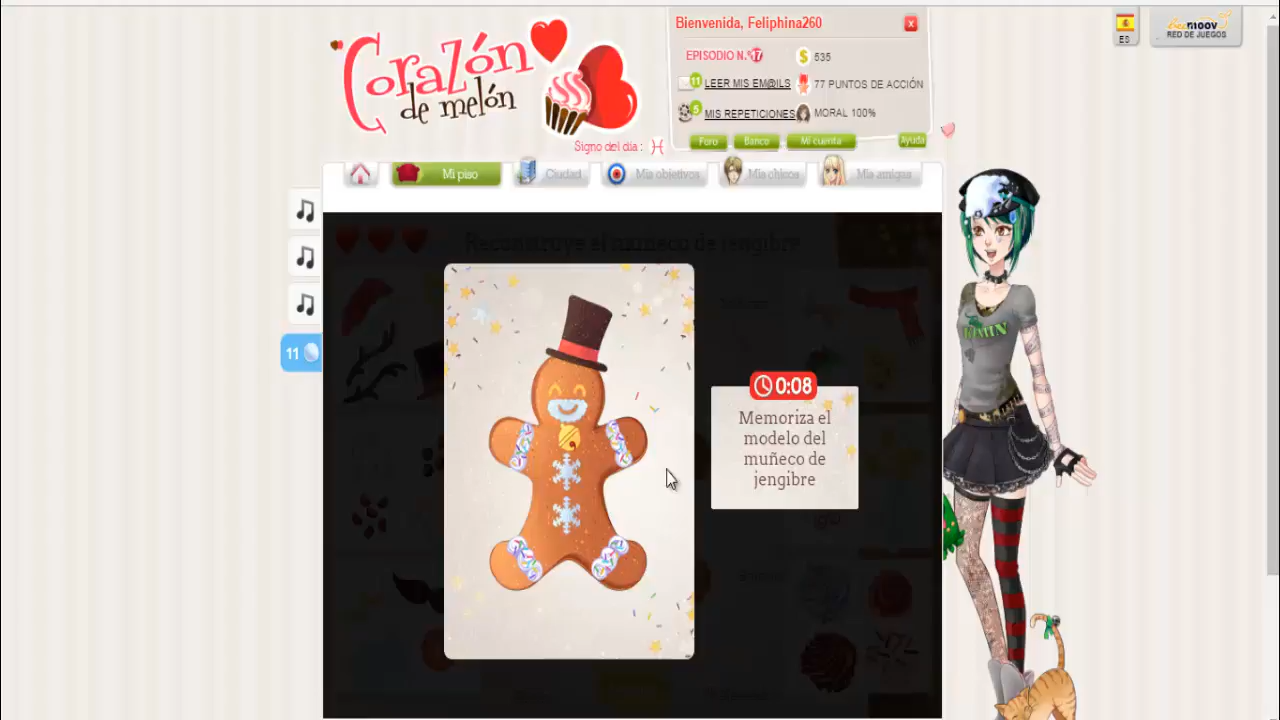 Corazón
de melón
Signo del día :
Bienvenida, Feliphina260
EPISODIO N.º17
535
11
LEER MIS EM@ILS
77 PUNTOS DE ACCIÓN
5
MIS REPETICIONES
MORAL 100%
Foro
Banco
Mi cuenta
Ayuda
ES
RED DE JUEGOS
Mi piso
Ciudad
Mis objetivos
Mis chicos
Mis amigas
Reconstruye el muñeco de jengibre
0:08
Memoriza el
modelo del
muñeco de
jengibre
11